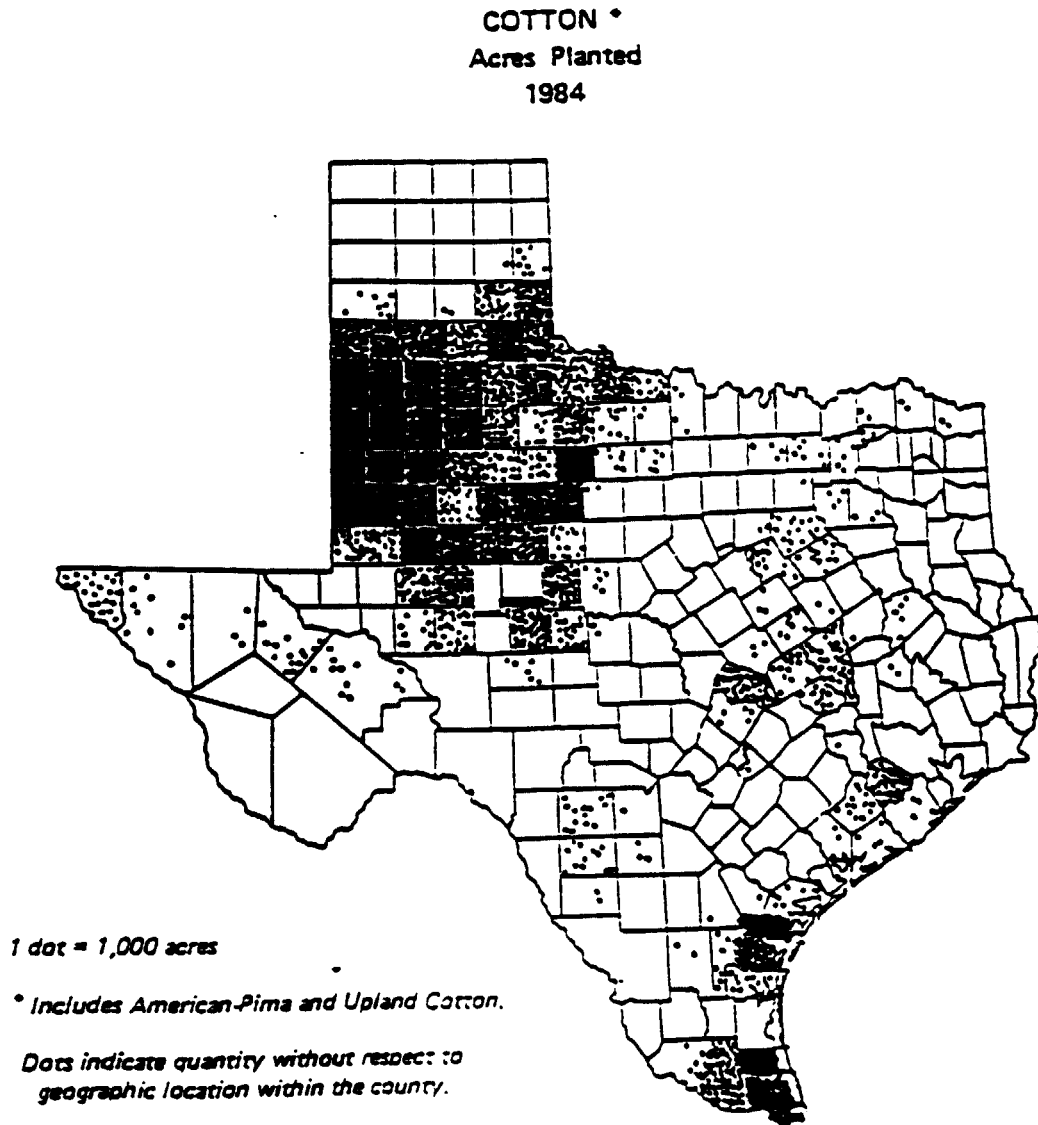 COTTON *
Acres Planted
1984
1 dot = 1,000 acres
* Includes American-Pima and Upland Cotton.
Dots indicate quantity without respect to
geographic location within the county.